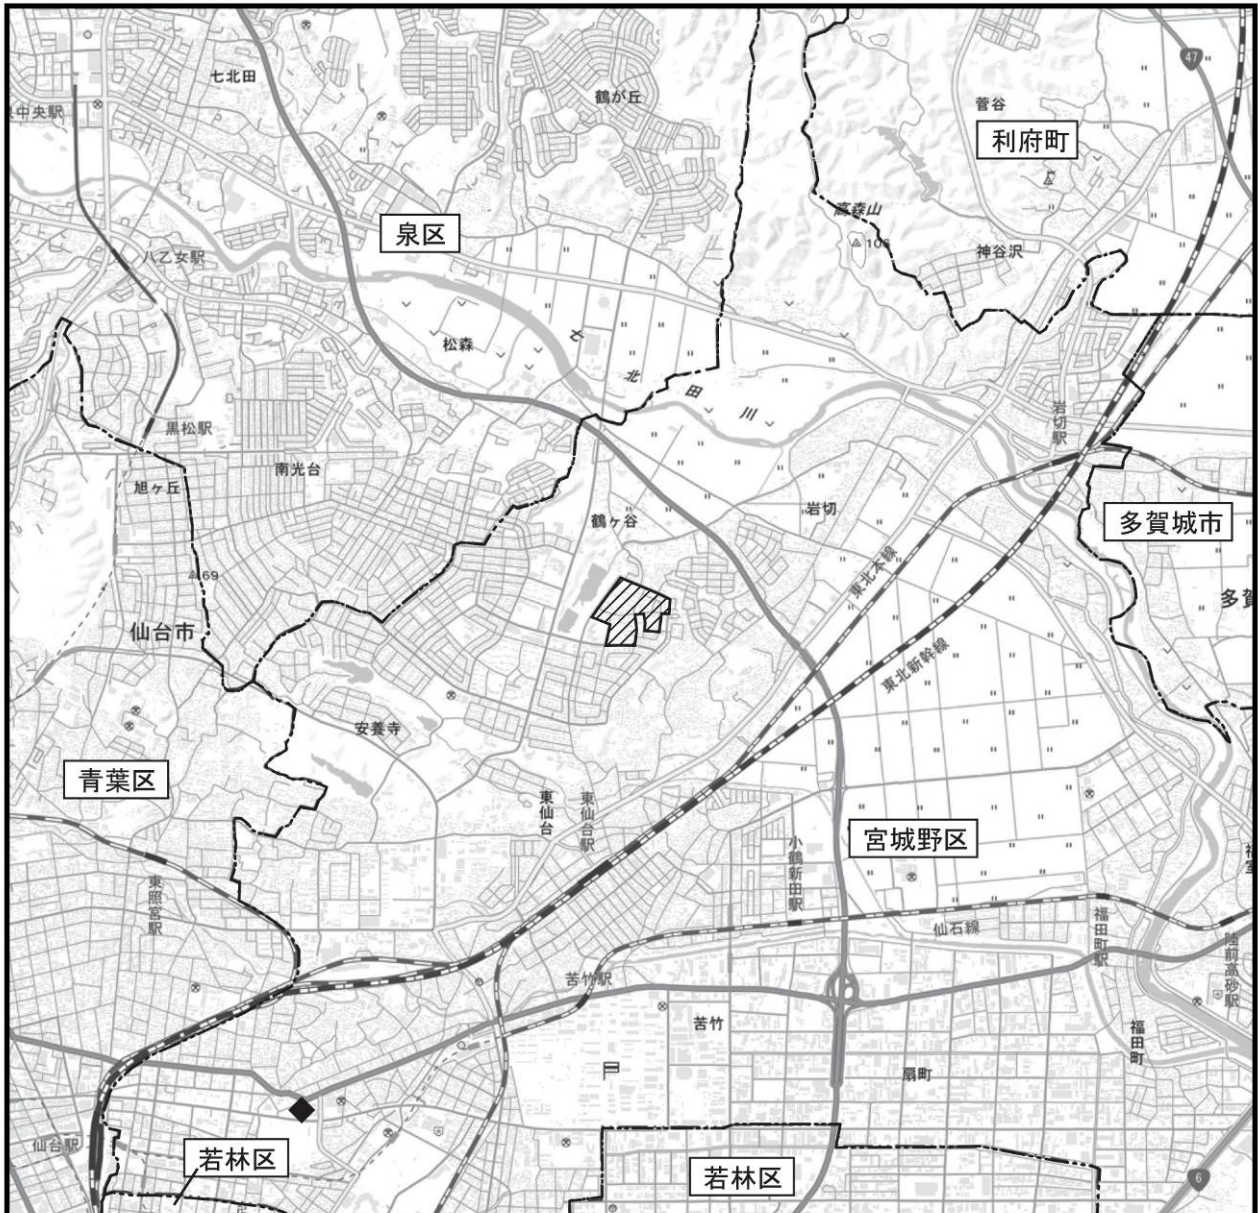 47
七北田
鶴が丘
菅谷
泉中央駅
利府町
高森山
106
泉区
神谷沢
八乙女駅
松森
七北田川
岩切駅
黒松駅
南光台
旭ヶ丘
岩切
鶴ヶ谷
多賀城市
東北本線
69
多賀
仙台市
東北新幹線
安養寺
青葉区
東仙台
東仙台駅
小鶴新田駅
宮城野区
東照宮駅
福田町駅
仙石線
陸前高砂駅
苦竹駅
苦竹
福田町
扇町
仙台駅
若林区
若林区
6